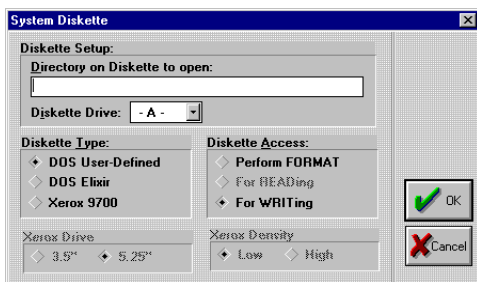 System Diskette
Diskette Setup:
Directory on Diskette to open:
Diskette Drive: - A -
Diskette Type:
DOS User-Defined
DOS Elixir
Xerox 9700
Diskette Access:
Perform FORMAT
For READing
For WRITing
Xerox Drive
3.5" 5.25"
Xerox Density
Low High
OK
Cancel